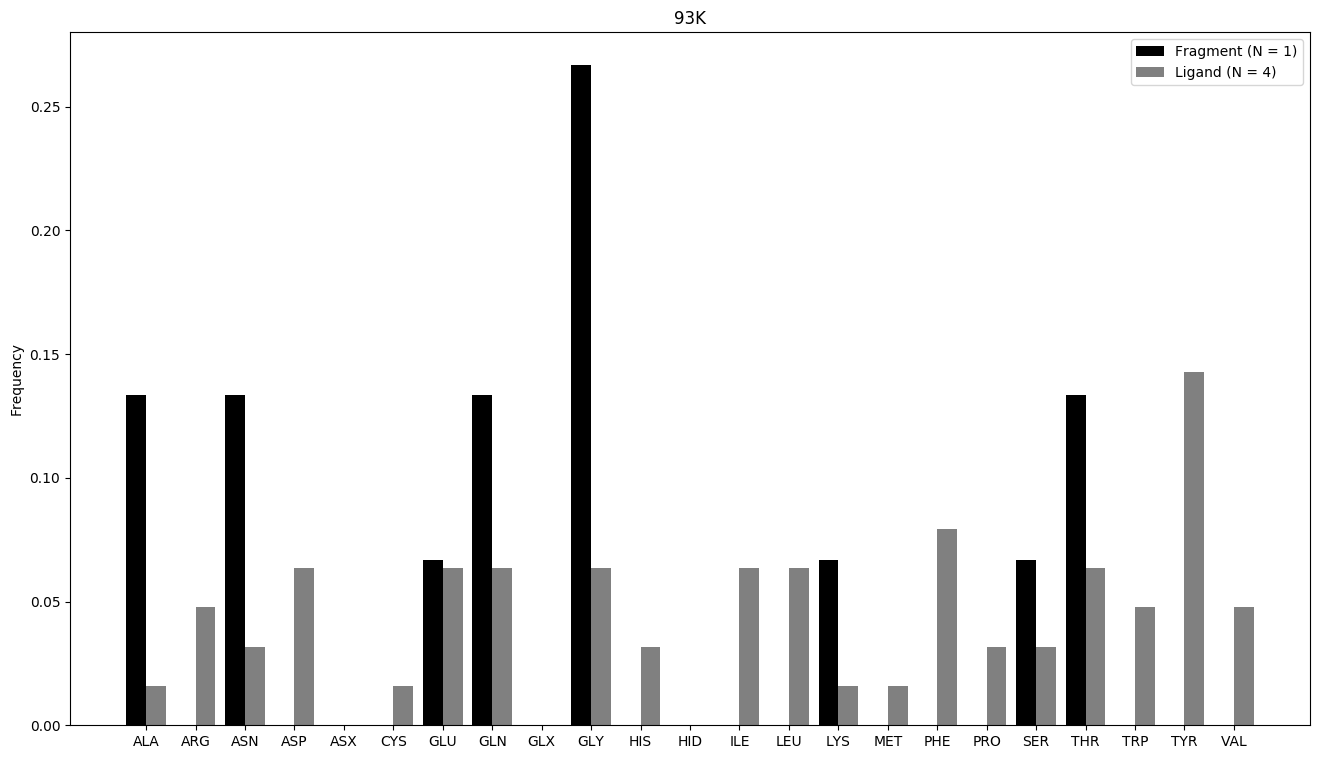 93K
Fragment (N = 1)
Ligand (N = 4)
Frequency
0.25
0.20
0.15
0.10
0.05
0.00
ALA ARG ASN ASP ASX CYS GLU GLN GLX GLY HIS HID ILE LEU LYS MET PHE PRO SER THR TRP TYR VAL